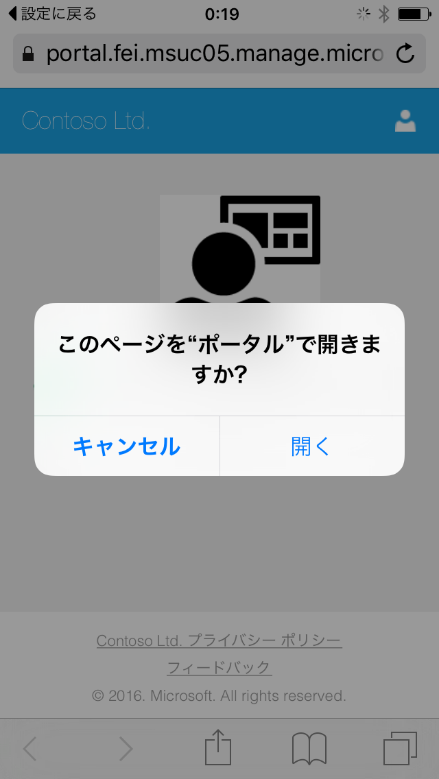 設定に戻る
0:19
portal.fei.msuc05.manage.micro
Contoso Ltd.
このページを“ポータル”で開きま
すか?
キャンセル
開く
Contoso Ltd. プライバシー ポリシー
フィードバック
© 2016. Microsoft. All rights reserved.